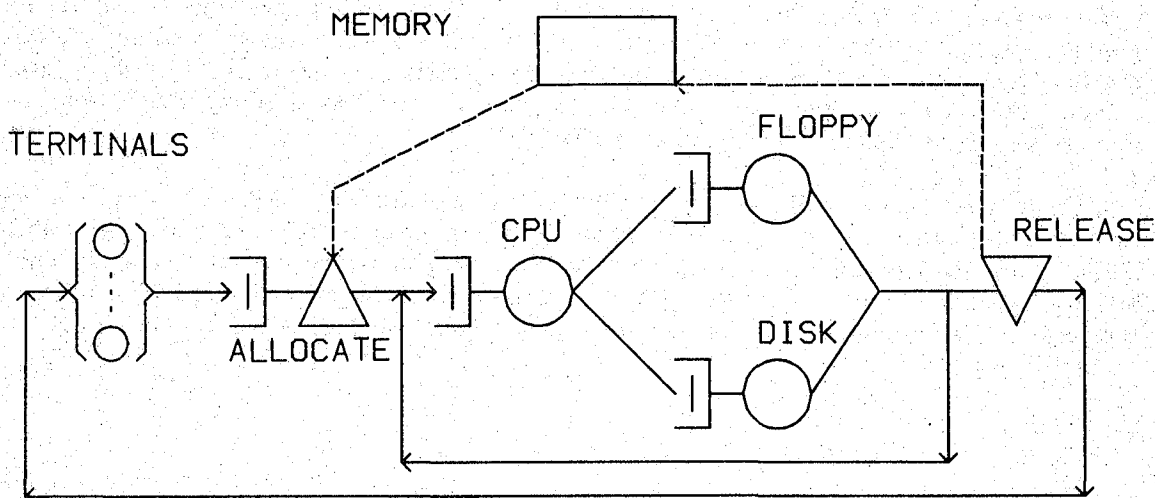 MEMORY
FLOPPY
TERMINALS
CPU
RELEASE
DISK
ALLOCATE